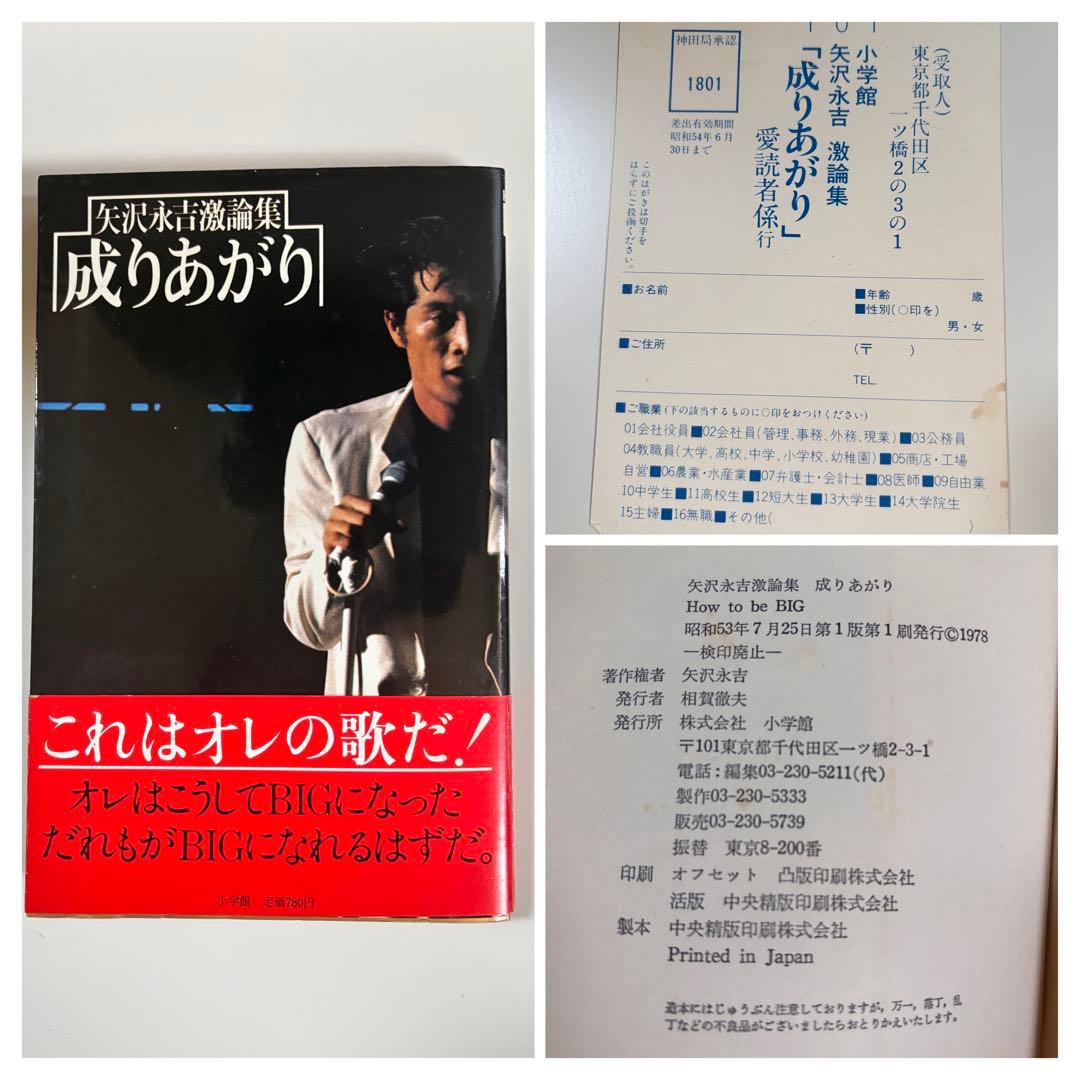 矢沢永吉激論集
成りあがり
これはオレの歌だ!
オレはこうしてBIGになった
だれもがBIGになれるはずだ。
小学館 定価780円
(受取人)
東京都千代田区
一ツ橋2の3の1
小学館
矢沢永吉 激論集
「成りあがり」
愛読者係行
神田局承認
1801
差出有効期間
昭和54年6月
30日まで
このはがきは切手を
はらずにご投函ください。
■お名前
■年齢 歳
■性別(○印を)
男・女
■ご住所
(〒 )
TEL.
■ご職業(下の該当するものに○印をおつけください)
01会社役員■02会社員(管理、事務、外務、現業)■03公務員
04教職員(大学、高校、中学、小学校、幼稚園)■05商店・工場
自営■06農業・水産業■07弁護士・会計士■08医師■09自由業
10中学生■11高校生■12短大生■13大学生■14大学院生
15主婦■16無職■その他( )
矢沢永吉激論集 成りあがり
How to be BIG
昭和53年7月25日第1版第1刷発行©1978
―検印廃止―
著作権者 矢沢永吉
発行者 相賀徹夫
発行所 株式会社 小学館
〒101東京都千代田区一ツ橋2-3-1
電話:編集03-230-5211(代)
製作03-230-5333
販売03-230-5739
振替 東京8-200番
印刷 オフセット 凸版印刷株式会社
活版 中央精版印刷株式会社
製本 中央精版印刷株式会社
Printed in Japan
造本にはじゅうぶん注意しておりますが,万一,落丁,乱
丁などの不良品がございましたらおとりかえいたします。